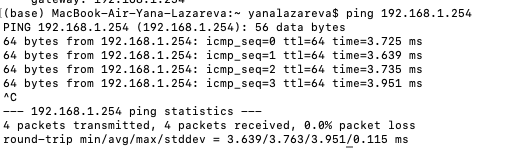 gateway: 192.168.1.254
(base) MacBook-Air-Yana-Lazareva:~ yanalazareva$ ping 192.168.1.254
PING 192.168.1.254 (192.168.1.254): 56 data bytes
64 bytes from 192.168.1.254: icmp_seq=0 ttl=64 time=3.725 ms
64 bytes from 192.168.1.254: icmp_seq=1 ttl=64 time=3.639 ms
64 bytes from 192.168.1.254: icmp_seq=2 ttl=64 time=3.735 ms
64 bytes from 192.168.1.254: icmp_seq=3 ttl=64 time=3.951 ms
^C
--- 192.168.1.254 ping statistics ---
4 packets transmitted, 4 packets received, 0.0% packet loss
round-trip min/avg/max/stddev = 3.639/3.763/3.951/0.115 ms